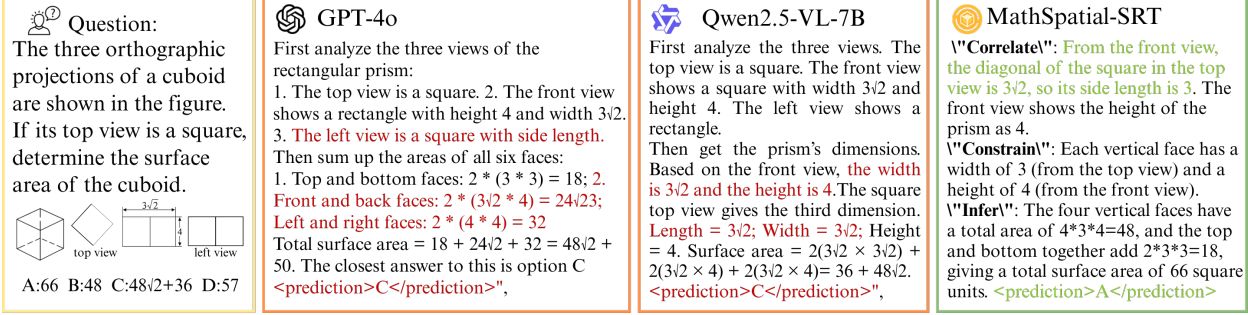 Question:
The three orthographic
projections of a cuboid
are shown in the figure.
If its top view is a square,
determine the surface
area of the cuboid.
3√2
4
top view
left view
A:66 B:48 C:48√2+36 D:57
GPT-4o
First analyze the three views of the
rectangular prism:
1. The top view is a square. 2. The front view
shows a rectangle with height 4 and width 3√2.
3. The left view is a square with side length.
Then sum up the areas of all six faces:
1. Top and bottom faces: 2 * (3 * 3) = 18; 2.
Front and back faces: 2 * (3√2 * 4) = 24√23;
Left and right faces: 2 * (4 * 4) = 32
Total surface area = 18 + 24√2 + 32 = 48√2 +
50. The closest answer to this is option C
<prediction>C</prediction>",
Qwen2.5-VL-7B
First analyze the three views. The
top view is a square. The front view
shows a square with width 3√2 and
height 4. The left view shows a
rectangle.
Then get the prism's dimensions.
Based on the front view, the width
is 3√2 and the height is 4.The square
top view gives the third dimension.
Length = 3√2; Width = 3√2; Height
= 4. Surface area = 2(3√2 × 3√2) +
2(3√2 × 4) + 2(3√2 × 4)= 36 + 48√2.
<prediction>C</prediction>",
MathSpatial-SRT
\"Correlate\": From the front view,
the diagonal of the square in the top
view is 3√2, so its side length is 3. The
front view shows the height of the
prism as 4.
\"Constrain\": Each vertical face has a
width of 3 (from the top view) and a
height of 4 (from the front view).
\"Infer\": The four vertical faces have
a total area of 4*3*4=48, and the top
and bottom together add 2*3*3=18,
giving a total surface area of 66 square
units. <prediction>A</prediction>